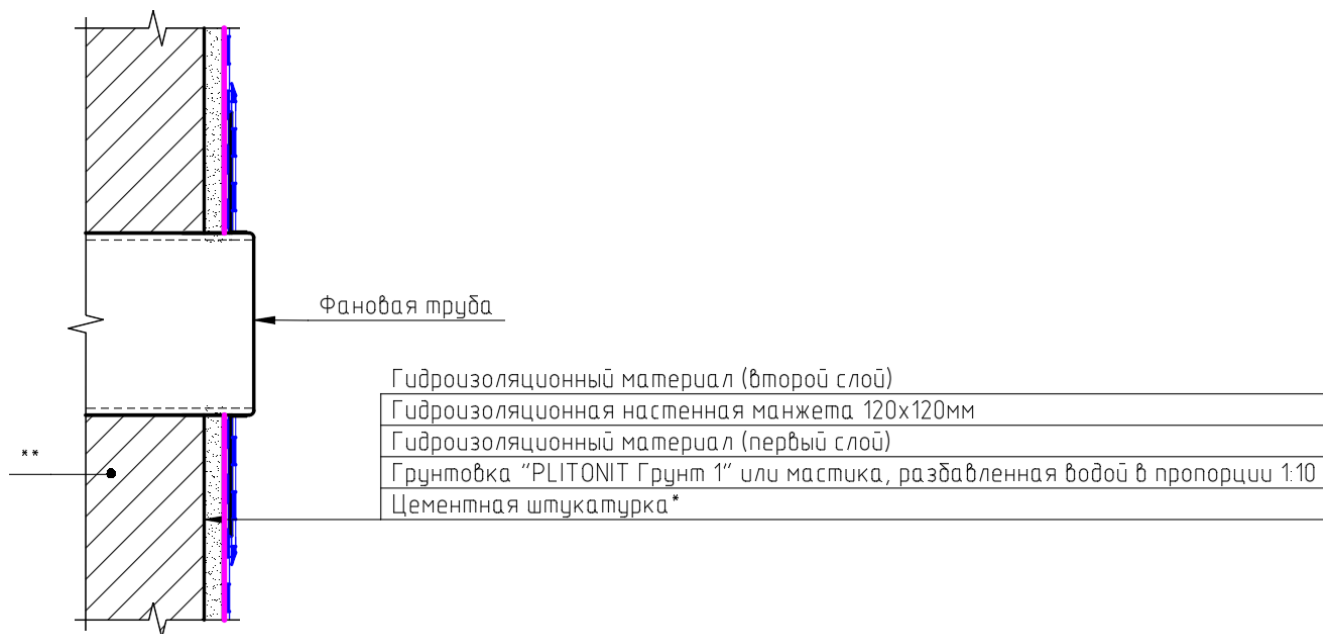 Фановая труба
Гидроизоляционный материал (второй слой)
Гидроизоляционная настенная манжета 120х120мм
Гидроизоляционный материал (первый слой)
Грунтовка “PLITONIT Грунт 1” или мастика, разбавленная водой в пропорции 1:10
**
Цементная штукатурка*